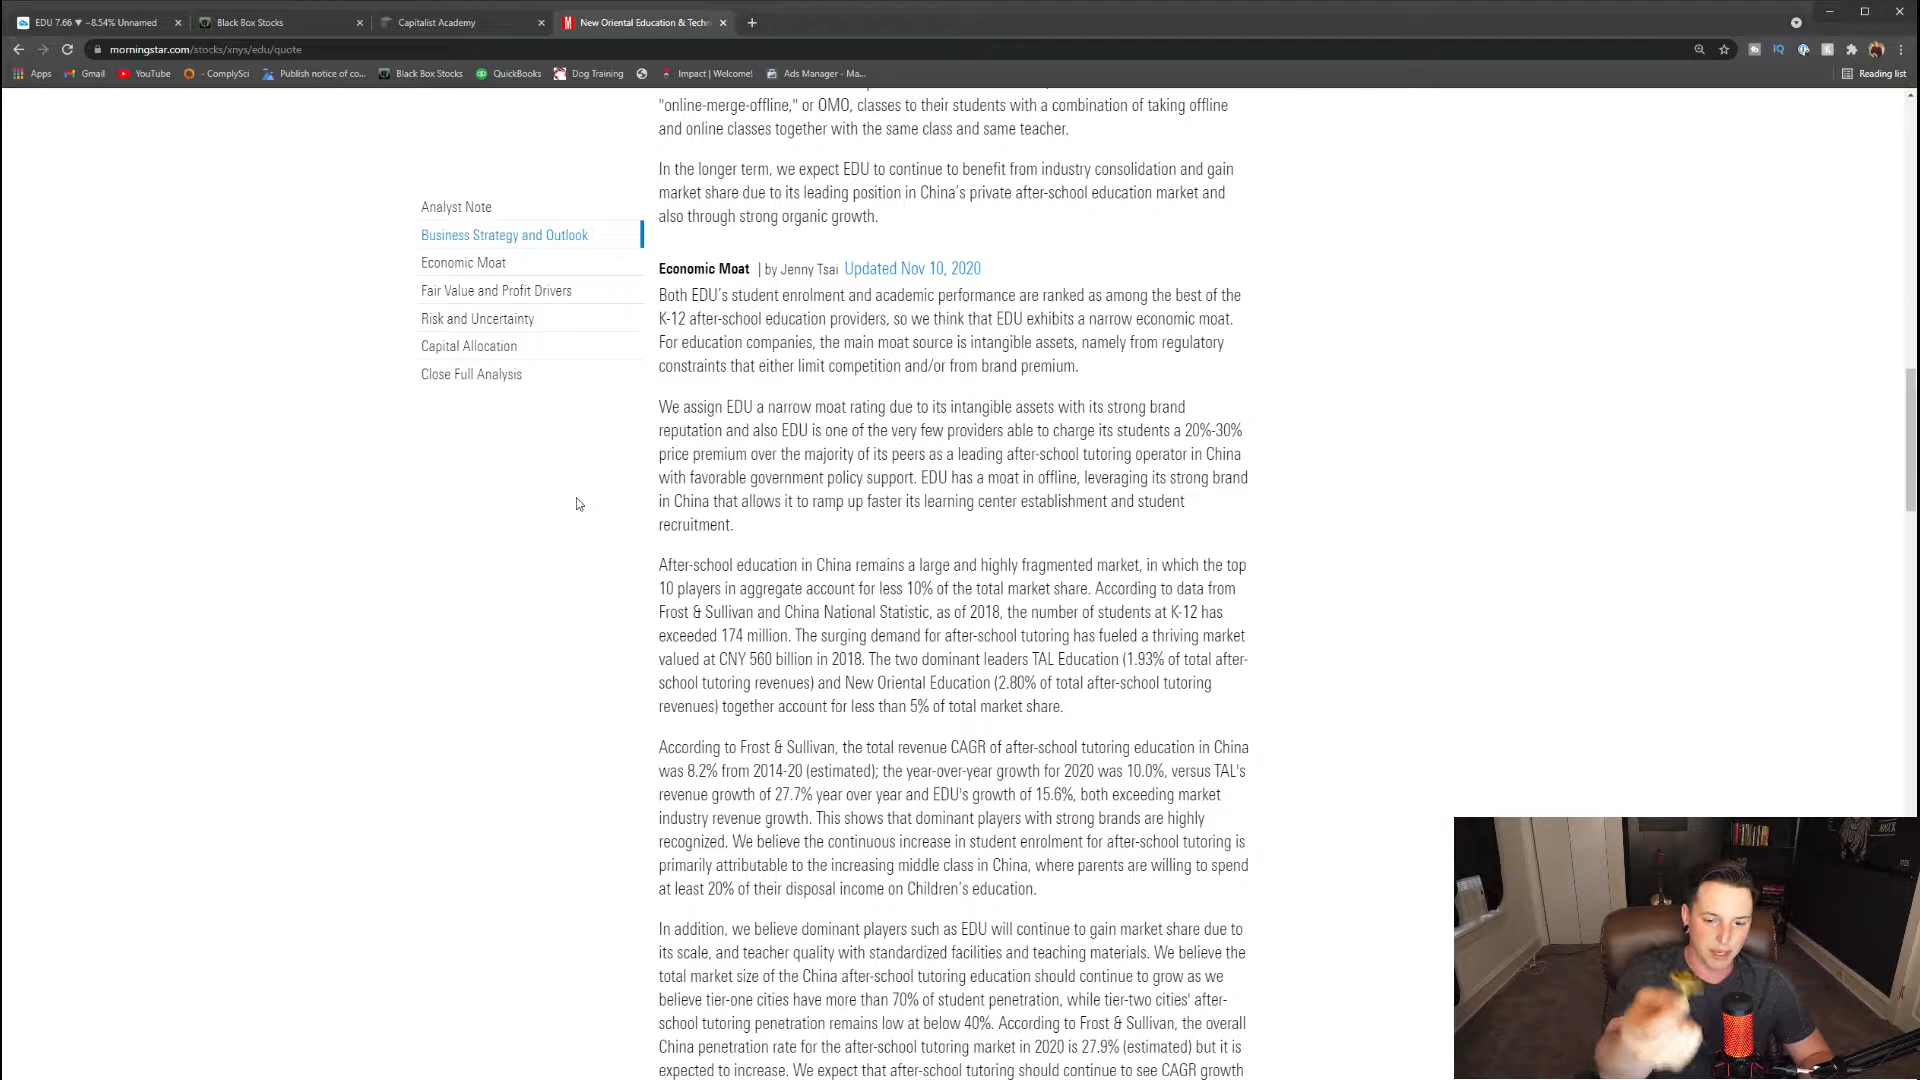 EDU 7.66 ▼ −8.54% Unnamed
Black Box Stocks
Capitalist Academy
New Oriental Education & Techn
morningstar.com/stocks/xnys/edu/quote
Apps
Gmail
YouTube
- ComplySci
Publish notice of co...
Black Box Stocks
QuickBooks
Dog Training
Impact | Welcome!
Ads Manager - Ma...
Reading list
"online-merge-offline," or OMO, classes to their students with a combination of taking offline
and online classes together with the same class and same teacher.
In the longer term, we expect EDU to continue to benefit from industry consolidation and gain
market share due to its leading position in China's private after-school education market and
also through strong organic growth.
Analyst Note
Business Strategy and Outlook
Economic Moat
Fair Value and Profit Drivers
Risk and Uncertainty
Capital Allocation
Close Full Analysis
Economic Moat | by Jenny Tsai Updated Nov 10, 2020
Both EDU's student enrolment and academic performance are ranked as among the best of the
K-12 after-school education providers, so we think that EDU exhibits a narrow economic moat.
For education companies, the main moat source is intangible assets, namely from regulatory
constraints that either limit competition and/or from brand premium.
We assign EDU a narrow moat rating due to its intangible assets with its strong brand
reputation and also EDU is one of the very few providers able to charge its students a 20%-30%
price premium over the majority of its peers as a leading after-school tutoring operator in China
with favorable government policy support. EDU has a moat in offline, leveraging its strong brand
in China that allows it to ramp up faster its learning center establishment and student
recruitment.
After-school education in China remains a large and highly fragmented market, in which the top
10 players in aggregate account for less 10% of the total market share. According to data from
Frost & Sullivan and China National Statistic, as of 2018, the number of students at K-12 has
exceeded 174 million. The surging demand for after-school tutoring has fueled a thriving market
valued at CNY 560 billion in 2018. The two dominant leaders TAL Education (1.93% of total after-
school tutoring revenues) and New Oriental Education (2.80% of total after-school tutoring
revenues) together account for less than 5% of total market share.
According to Frost & Sullivan, the total revenue CAGR of after-school tutoring education in China
was 8.2% from 2014-20 (estimated); the year-over-year growth for 2020 was 10.0%, versus TAL's
revenue growth of 27.7% year over year and EDU's growth of 15.6%, both exceeding market
industry revenue growth. This shows that dominant players with strong brands are highly
recognized. We believe the continuous increase in student enrolment for after-school tutoring is
primarily attributable to the increasing middle class in China, where parents are willing to spend
at least 20% of their disposal income on Children's education.
In addition, we believe dominant players such as EDU will continue to gain market share due to
its scale, and teacher quality with standardized facilities and teaching materials. We believe the
total market size of the China after-school tutoring education should continue to grow as we
believe tier-one cities have more than 70% of student penetration, while tier-two cities' after-
school tutoring penetration remains low at below 40%. According to Frost & Sullivan, the overall
China penetration rate for the after-school tutoring market in 2020 is 27.9% (estimated) but it is
expected to increase. We expect that after-school tutoring should continue to see CAGR growth